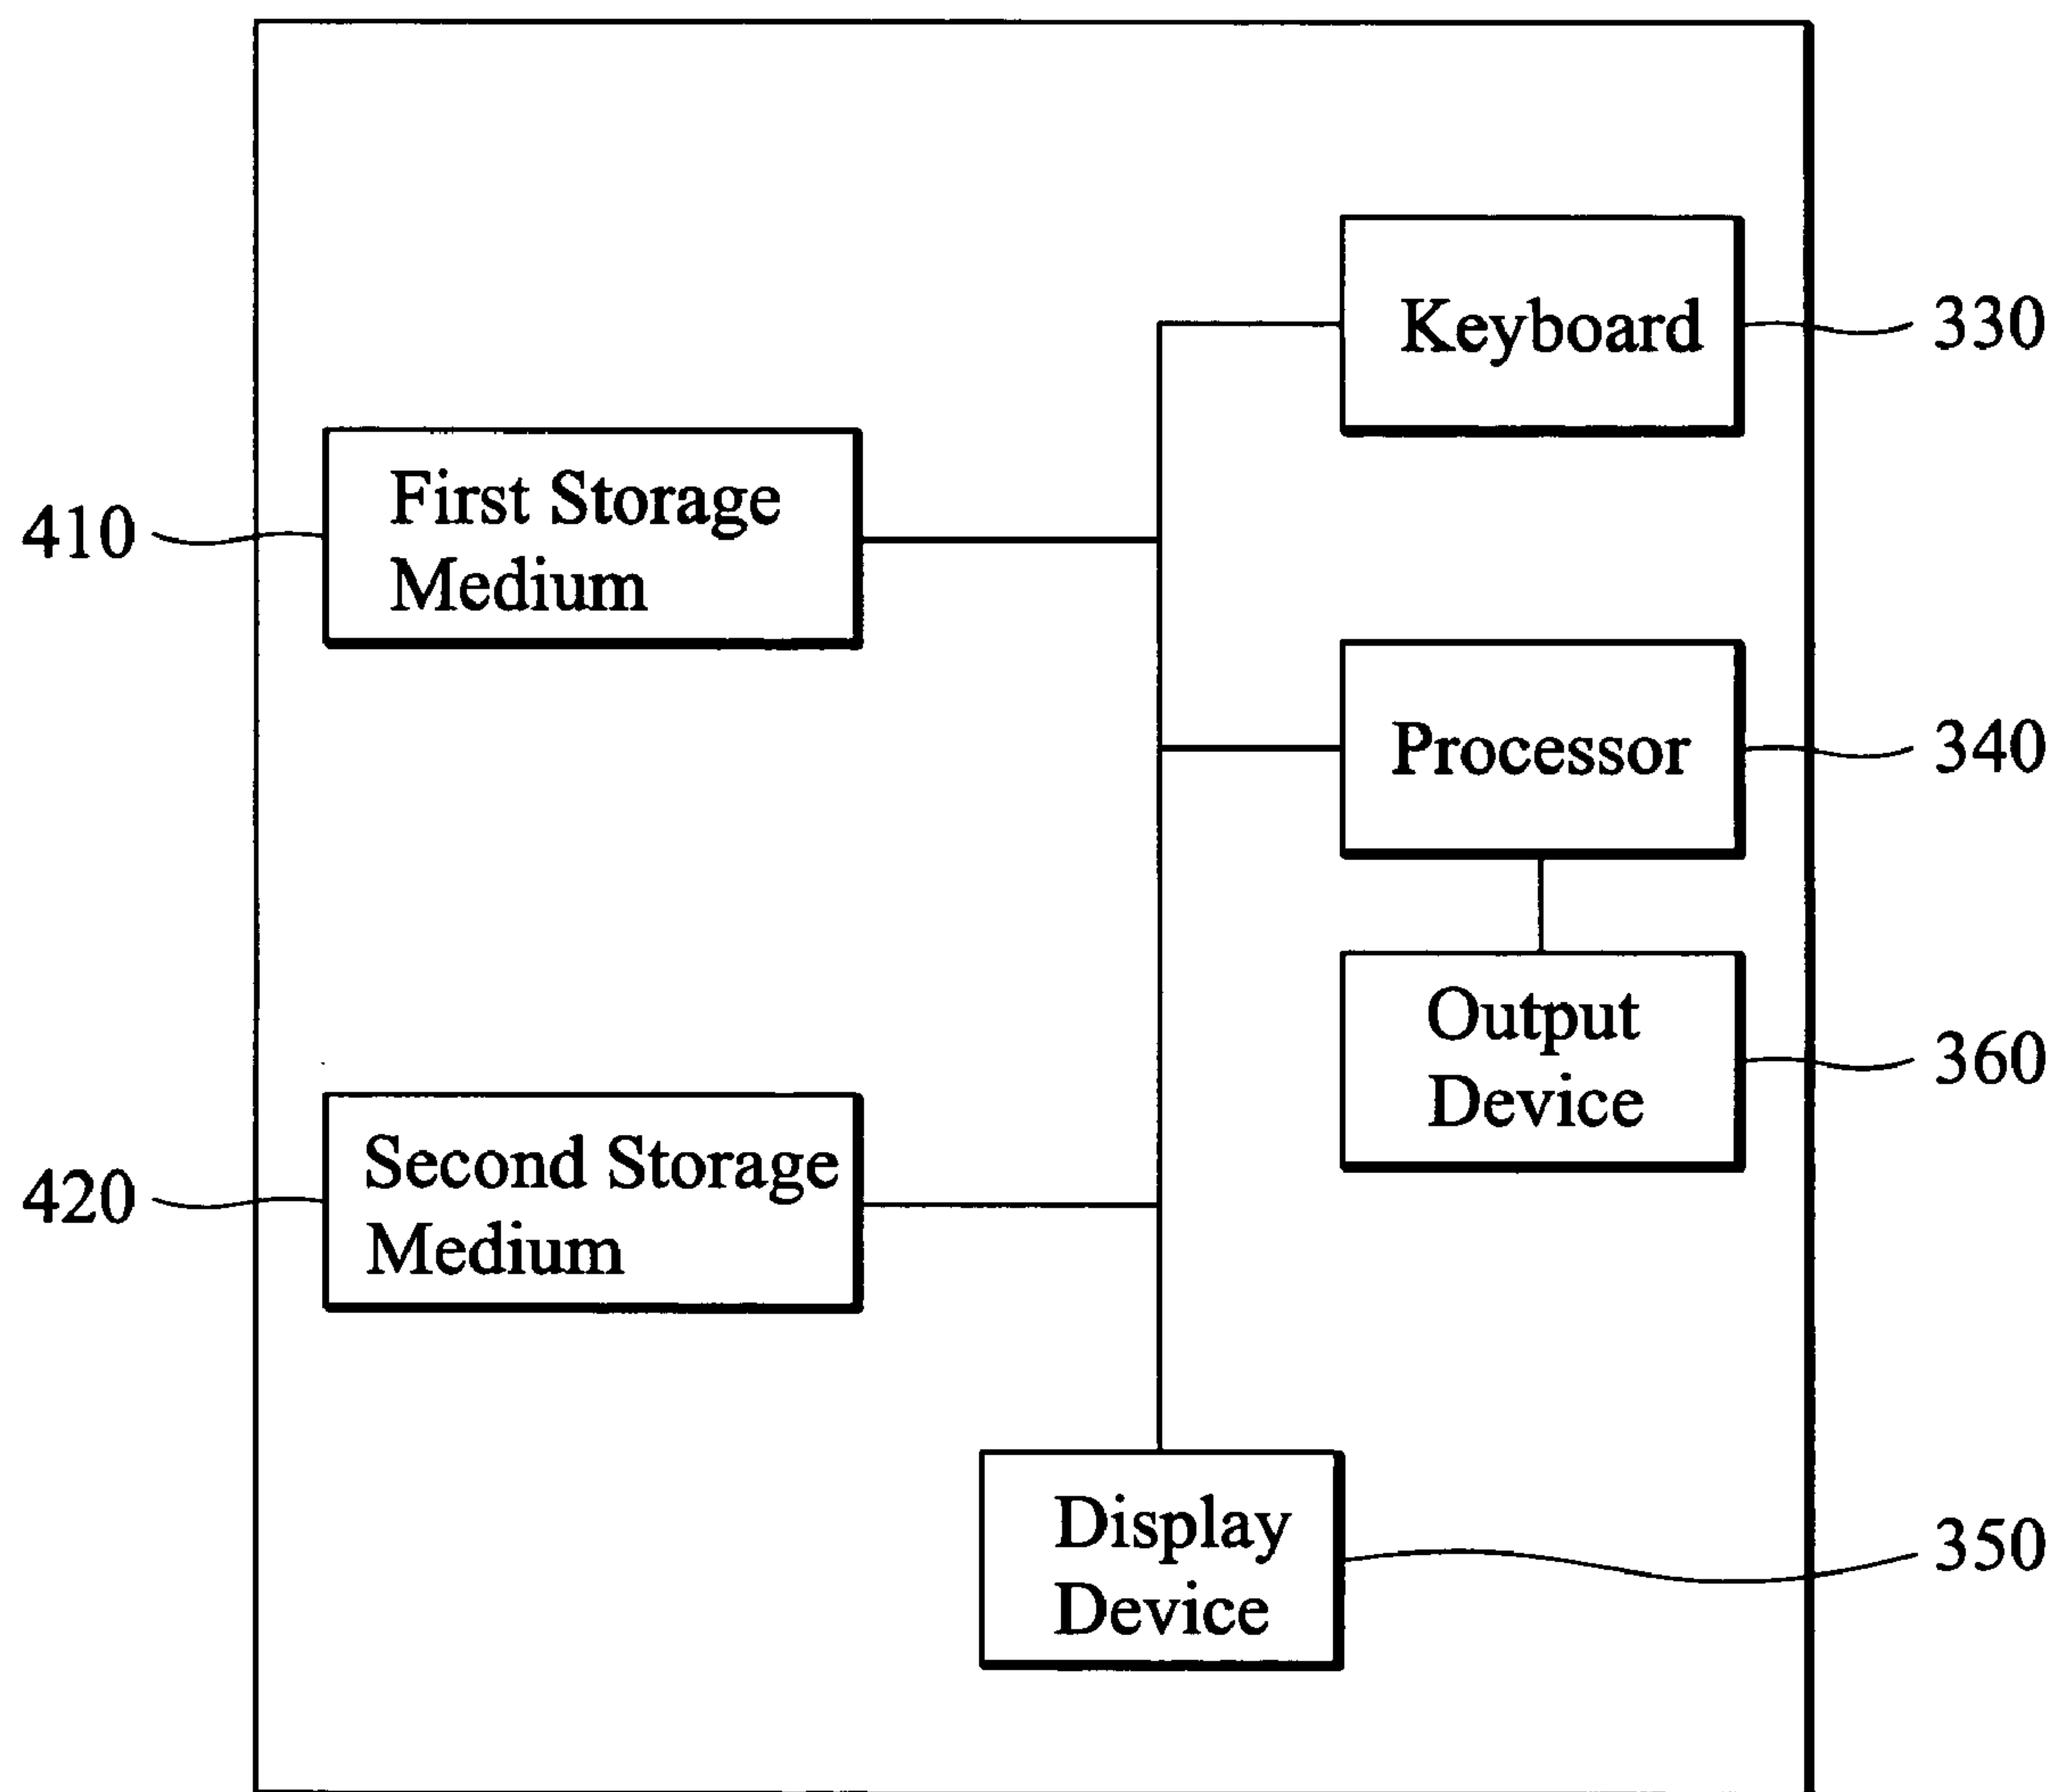 Keyboard
330
First Storage
Medium
410
Processor
340
Output
Device
360
Second Storage
Medium
420
Display
Device
350